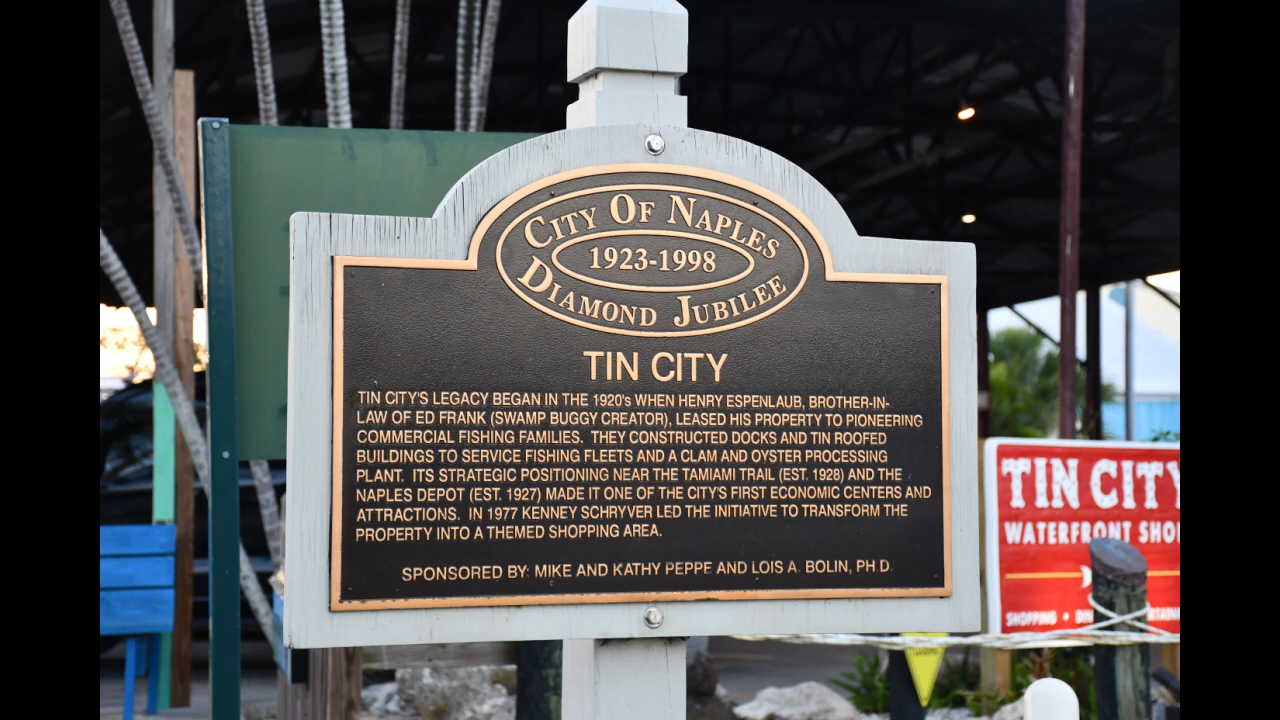 CITY OF NAPLES
1923-1998
DIAMOND JUBILEE
TIN CITY
TIN CITY'S LEGACY BEGAN IN THE 1920's WHEN HENRY ESPENLAUB, BROTHER-IN-
LAW OF ED FRANK (SWAMP BUGGY CREATOR), LEASED HIS PROPERTY TO PIONEERING
COMMERCIAL FISHING FAMILIES. THEY CONSTRUCTED DOCKS AND TIN ROOFED
BUILDINGS TO SERVICE FISHING FLEETS AND A CLAM AND OYSTER PROCESSING
PLANT. ITS STRATEGIC POSITIONING NEAR THE TAMIAMI TRAIL (EST. 1928) AND THE
NAPLES DEPOT (EST. 1927) MADE IT ONE OF THE CITY'S FIRST ECONOMIC CENTERS AND
ATTRACTIONS. IN 1977 KENNEY SCHRYVER LED THE INITIATIVE TO TRANSFORM THE
PROPERTY INTO A THEMED SHOPPING AREA.
SPONSORED BY: MIKE AND KATHY PEPPE AND LOIS A. BOLIN, PH D.
TIN CITY
WATERFRONT SHO
SHOPPING •